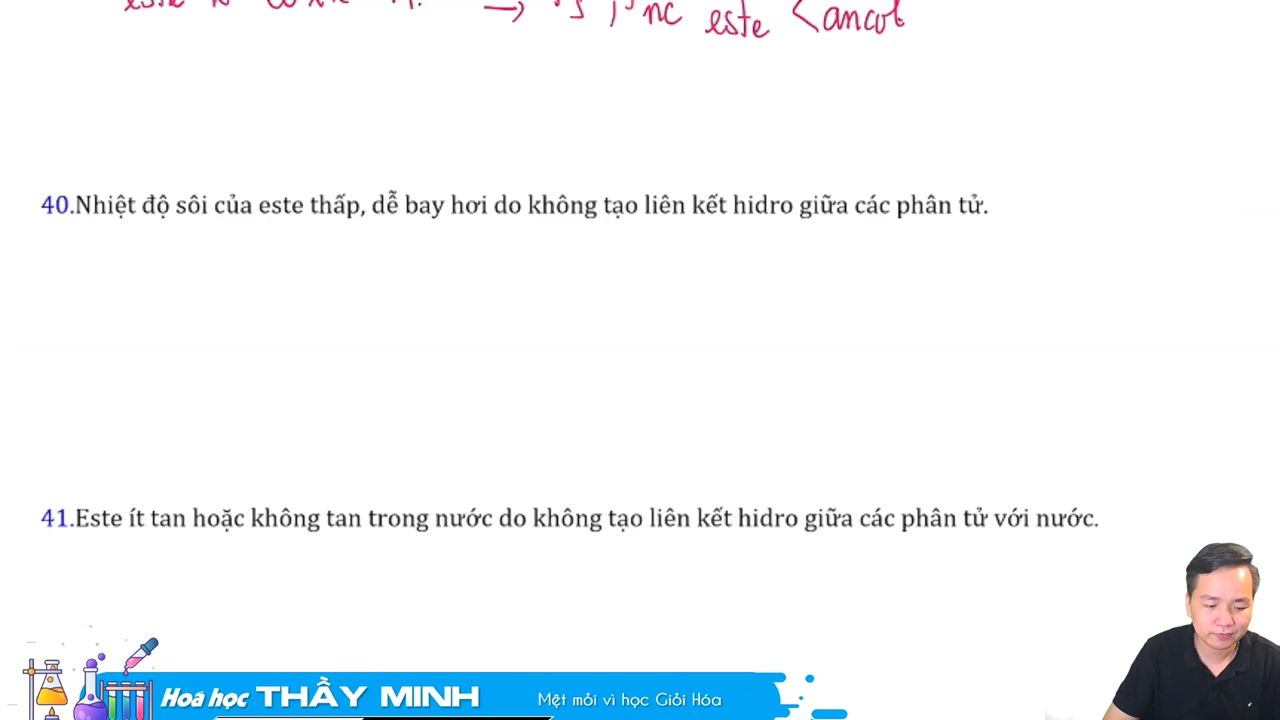 este
nc este < ancol
40.Nhiệt độ sôi của este thấp, dễ bay hơi do không tạo liên kết hidro giữa các phân tử.
41.Este ít tan hoặc không tan trong nước do không tạo liên kết hidro giữa các phân tử với nước.
Hoá học THẦY MINH
Mệt mỏi vì học Giỏi Hóa